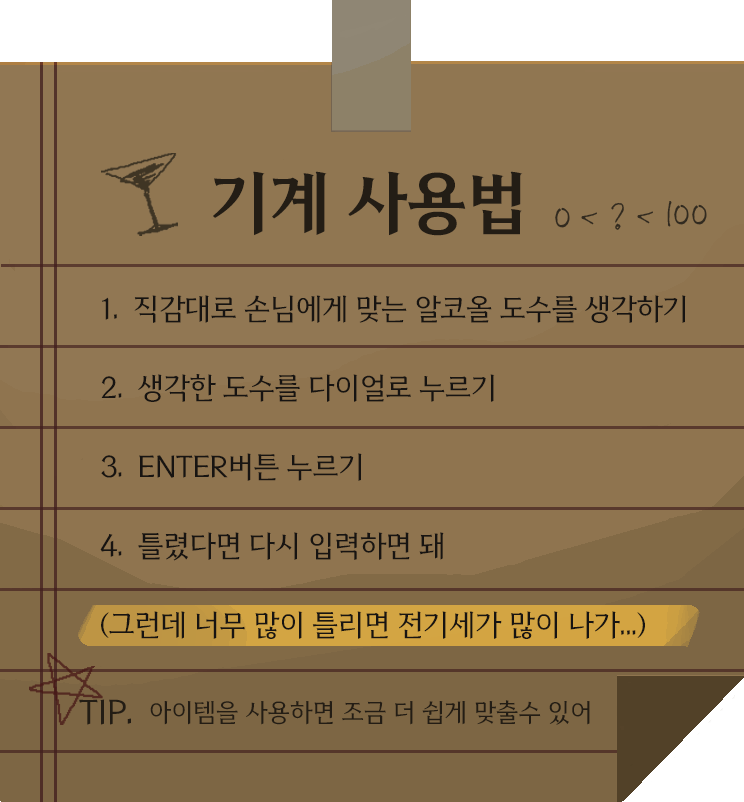 기계 사용법 0 < ? < 100
1. 직감대로 손님에게 맞는 알코올 도수를 생각하기
2. 생각한 도수를 다이얼로 누르기
3. ENTER버튼 누르기
4. 틀렸다면 다시 입력하면 돼
(그런데 너무 많이 틀리면 전기세가 많이 나가...)
TIP. 아이템을 사용하면 조금 더 쉽게 맞출수 있어